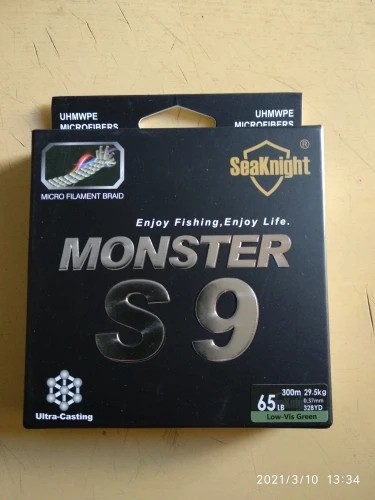 UHMWPE
MICROFIBERS
UHMWPE
MICROFIBERS
MICRO FILAMENT BRAID
SeaKnight®
Enjoy Fishing,Enjoy Life.
MONSTER
S9
Ultra-Casting
65LB
300m 29.5kg
0.37mm
328YD
Low-Vis Green
2021/3/10 13:34